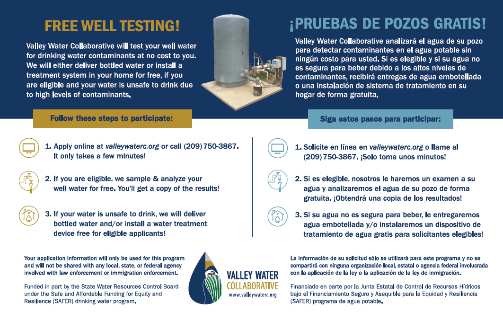 FREE WELL TESTING!
Valley Water Collaborative will test your well water
for drinking water contaminants at no cost to you.
We will either deliver bottled water or install a
treatment system in your home for free, if you
are eligible and your water is unsafe to drink due
to high levels of contaminants.
Follow these steps to participate:
1. Apply online at valleywaterc.org or call (209)750-3867.
It only takes a few minutes!
2. If you are eligible, we sample & analyze your
well water for free. You'll get a copy of the results!
3. If your water is unsafe to drink, we will deliver
bottled water and/or install a water treatment
device free for eligible applicants!
Your application information will only be used for this program
and will not be shared with any local, state, or federal agency
involved with law enforcement or immigration enforcement.
Funded in part by the State Water Resources Control Board
under the Safe and Affordable Funding for Equity and
Resilience (SAFER) drinking water program.
VALLEY WATER
COLLABORATIVE
www.valleywaterc.org
¡PRUEBAS DE POZOS GRATIS!
Valley Water Collaborative analizará el agua de su pozo
para detectar contaminantes en el agua potable sin
ningún costo para usted. Si es elegible y si su agua no
es segura para beber debido a los altos niveles de
contaminantes, recibirá entregas de agua embotellada
o una instalación de sistema de tratamiento en su
hogar de forma gratuita.
Siga estos pasos para participar:
1. Solicite en línea en valleywaterc.org o llame al
(209)750-3867. ¡Solo toma unos minutos!
2. Si es elegible, nosotros le haremos un examen a su
agua y analizaremos el agua de su pozo de forma
gratuita. ¡Obtendrá una copia de los resultados!
3. Si su agua no es segura para beber, le entregaremos
agua embotellada y/o instalaremos un dispositivo de
tratamiento de agua gratis para solicitantes elegibles!
La información de su solicitud sólo se utilizará para este programa y no se
compartirá con ninguna organización local, estatal o agencia federal involucrada
con la aplicación de la ley o la aplicación de la ley de inmigración.
Financiado en parte por la Junta Estatal de Control de Recursos Hídricos
bajo el Financiamiento Seguro y Asequible para la Equidad y Resiliencia
(SAFER) programa de agua potable.